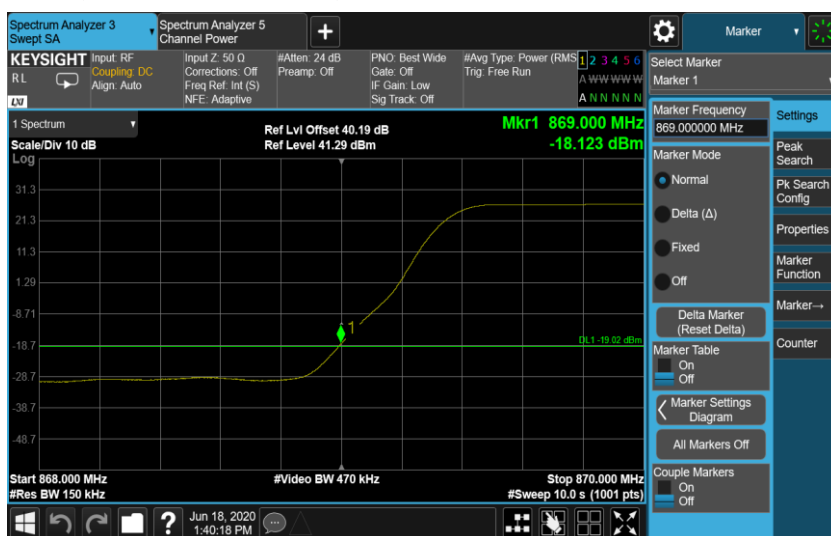 Spectrum Analyzer 3
Swept SA
Spectrum Analyzer 5
Channel Power
Marker
KEYSIGHT
RL
LXI
Input: RF
Coupling: DC
Align: Auto
Input Z: 50 Ω
Corrections: Off
Freq Ref: Int (S)
NFE: Adaptive
#Atten: 24 dB
Preamp: Off
PNO: Best Wide
Gate: Off
IF Gain: Low
Sig Track: Off
#Avg Type: Power (RMS
Trig: Free Run
1 2 3 4 5 6
A W W W W W
A N N N N N
Select Marker
Marker 1
1 Spectrum
Scale/Div 10 dB
Log
Ref Lvl Offset 40.19 dB
Ref Level 41.29 dBm
Mkr1 869.000 MHz
-18.123 dBm
31.3
21.3
11.3
1.29
-8.71
-18.7
-28.7
-38.7
-48.7
1
DL1 -19.02 dBm
Start 868.000 MHz
#Res BW 150 kHz
#Video BW 470 kHz
Stop 870.000 MHz
#Sweep 10.0 s (1001 pts)
Marker Frequency
869.000000 MHz
Marker Mode
Normal
Delta (Δ)
Fixed
Off
Delta Marker
(Reset Delta)
Marker Table
On
Off
Marker Settings
Diagram
All Markers Off
Couple Markers
On
Off
Settings
Peak
Search
Pk Search
Config
Properties
Marker
Function
Marker→
Counter
?
Jun 18, 2020
1:40:18 PM